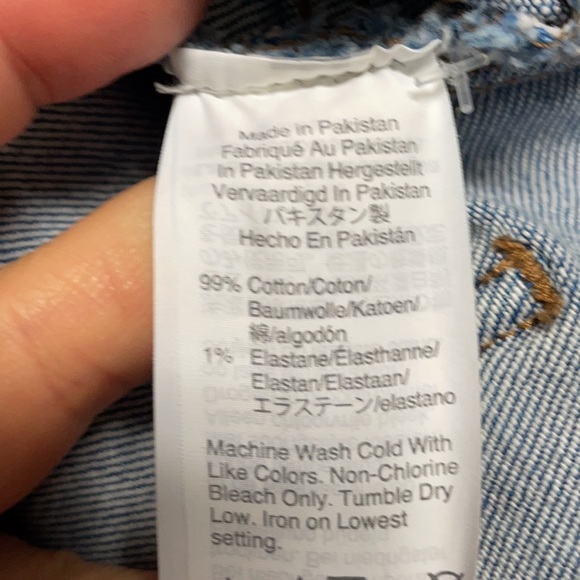 Made in Pakistan
Fabriqué Au Pakistan
In Pakistan Hergestellt
Vervaardigd In Pakistan
パキスタン製
Hecho En Pakistán
99% Cotton/Coton/
Baumwolle/Katoen/
綿/algodón
1% Elastane/Élasthanne/
Elastan/Elastaan/
エラステーン/elastano
Machine Wash Cold With
Like Colors. Non-Chlorine
Bleach Only. Tumble Dry
Low. Iron on Lowest
setting.